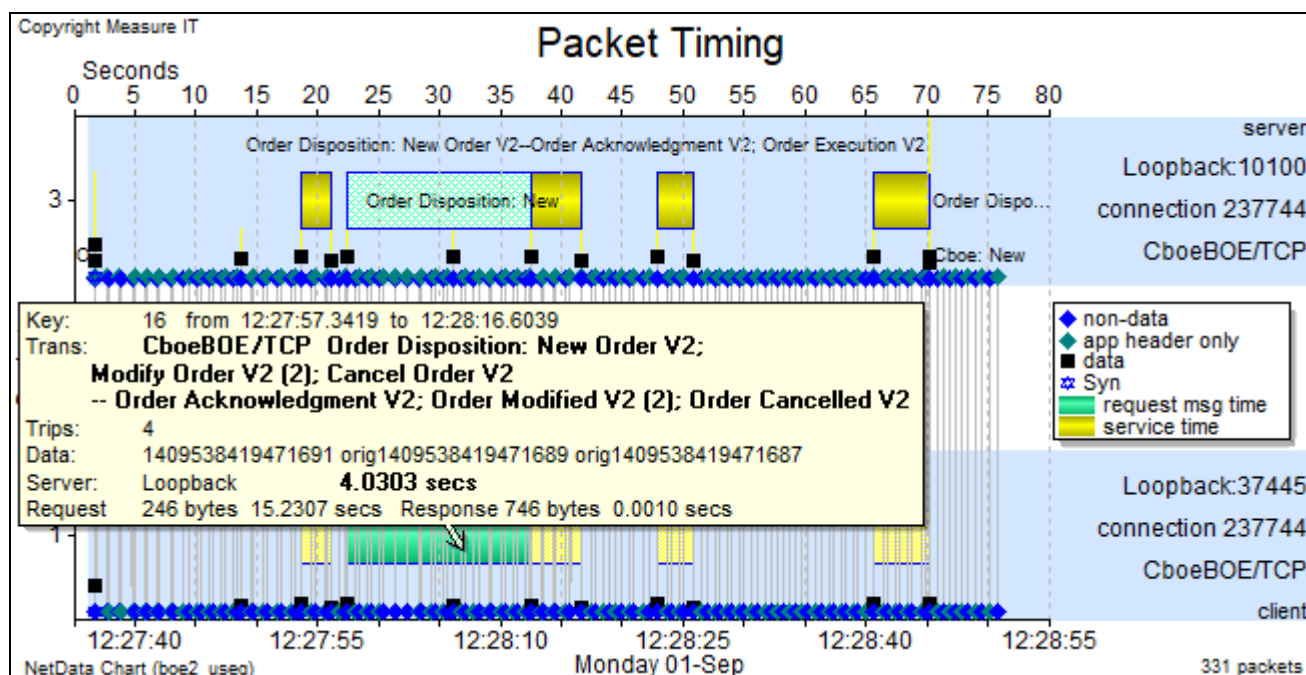 Copyright Measure IT
Packet Timing
Seconds
0 5 10 15 20 25 30 35 40 45 50 55 60 65 70 75 80
server
Order Disposition: New Order V2--Order Acknowledgment V2; Order Execution V2
Loopback:10100
3
Order Disposition: New
Order Dispo...
connection 237744
Cboe: New
CboeBOE/TCP
Key: 16 from 12:27:57.3419 to 12:28:16.6039
Trans: CboeBOE/TCP Order Disposition: New Order V2;
Modify Order V2 (2); Cancel Order V2
-- Order Acknowledgment V2; Order Modified V2 (2); Order Cancelled V2
Trips: 4
Data: 1409538419471691 orig1409538419471689 orig1409538419471687
Server: Loopback 4.0303 secs
Request 246 bytes 15.2307 secs Response 746 bytes 0.0010 secs
non-data
app header only
data
Syn
request msg time
service time
Loopback:37445
1
connection 237744
CboeBOE/TCP
client
12:27:40 12:27:55 12:28:10 12:28:25 12:28:40 12:28:55
NetData Chart (boe2_useg)
Monday 01-Sep
331 packets